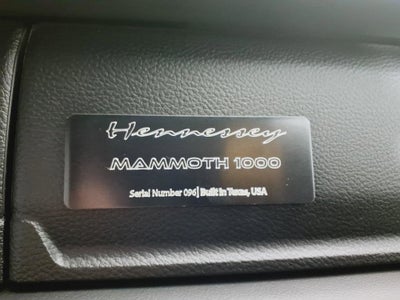 Hennessey
MAMMOTH 1000
Serial Number 096| Built in Texas, USA